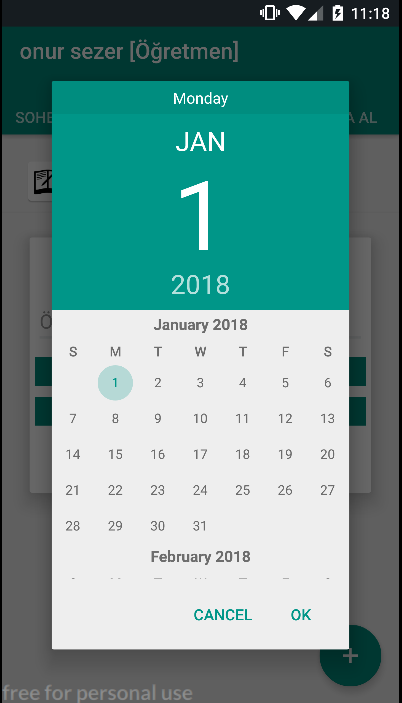 11:18
onur sezer [Öğretmen]
SOHB A AL
Monday
JAN
1
2018
January 2018
S M T W T F S
1 2 3 4 5 6
7 8 9 10 11 12 13
14 15 16 17 18 19 20
21 22 23 24 25 26 27
28 29 30 31
February 2018
CANCEL OK
+
free for personal use